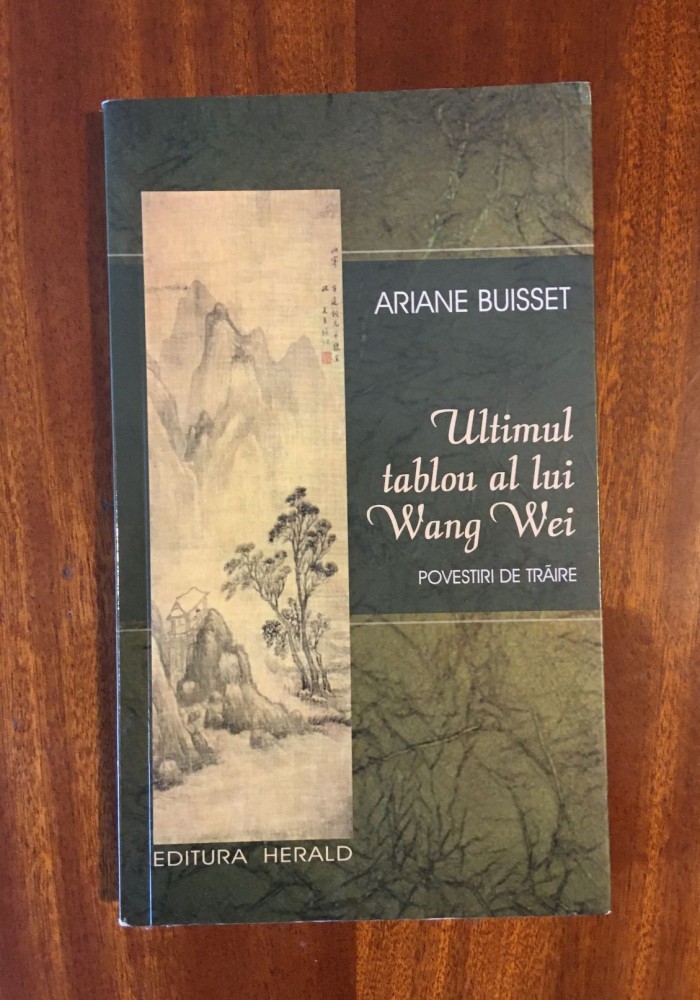 ARIANE BUISSET
Ultimul
tablou al lui
Wang Wei
POVESTIRI DE TRĂIRE
EDITURA HERALD